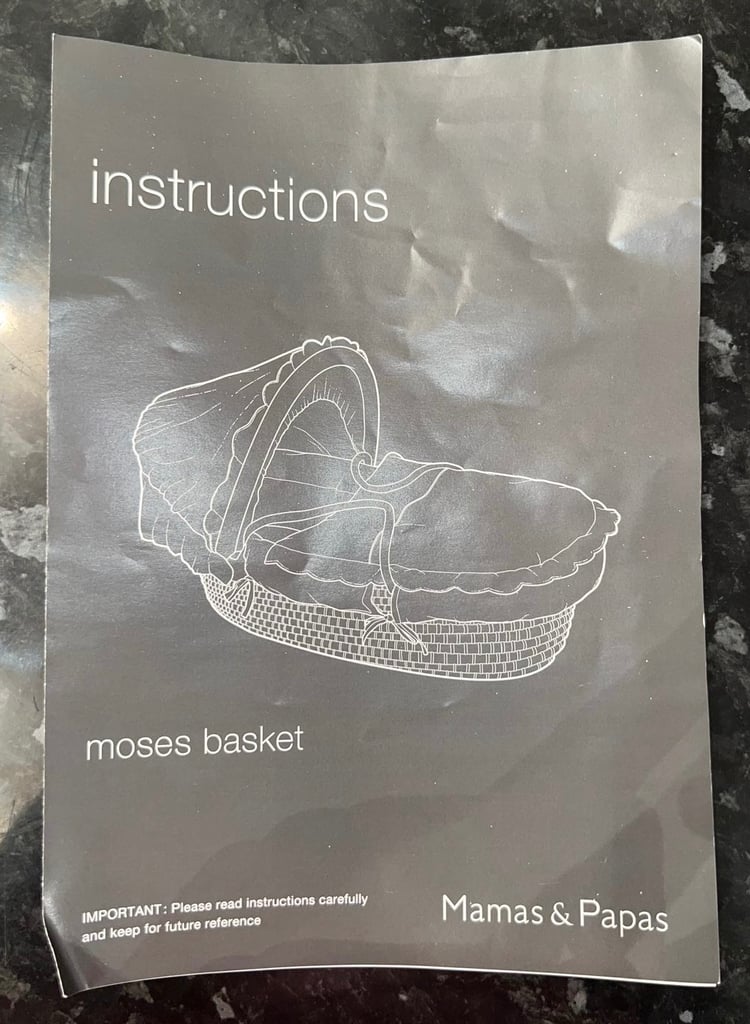 instructions
moses basket
IMPORTANT: Please read instructions carefully
and keep for future reference
Mamas & Papas